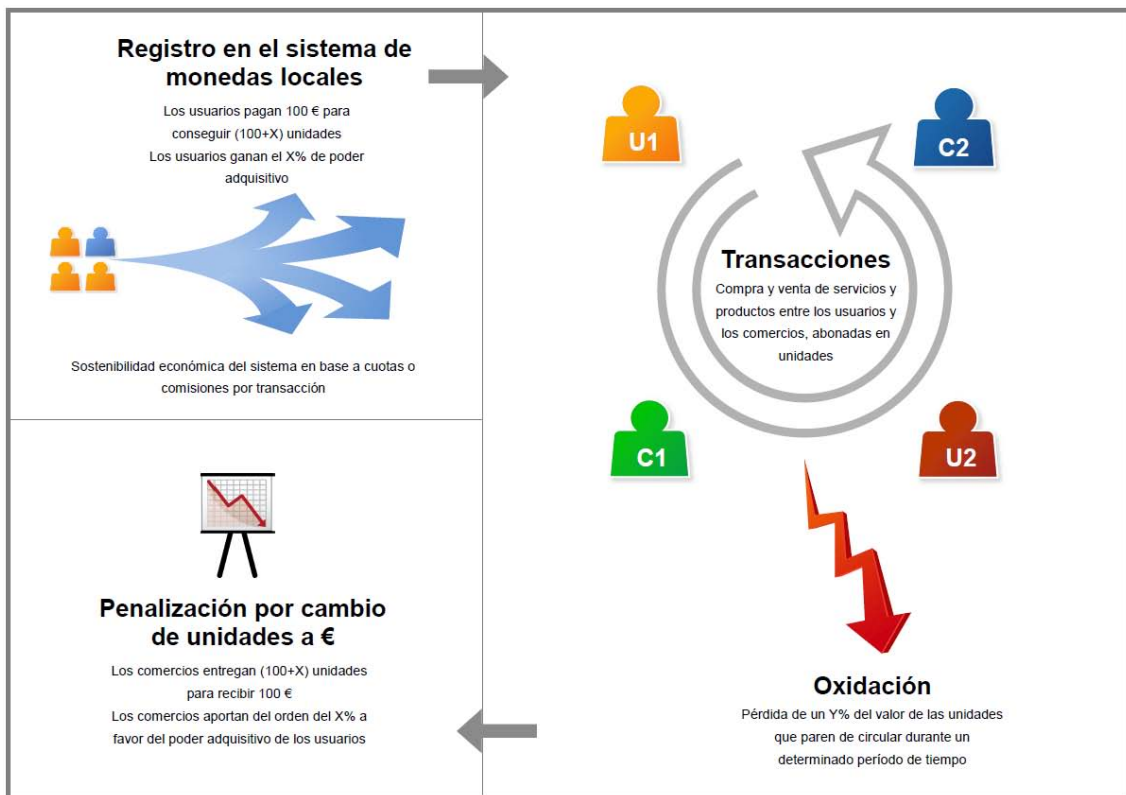 Registro en el sistema de
monedas locales
Los usuarios pagan 100 € para
conseguir (100+X) unidades
Los usuarios ganan el X% de poder
adquisitivo
Sostenibilidad económica del sistema en base a cuotas o
comisiones por transacción
U1
C2
Transacciones
Compra y venta de servicios y
productos entre los usuarios y
los comercios, abonadas en
unidades
C1
U2
Oxidación
Pérdida de un Y% del valor de las unidades
que paren de circular durante un
determinado período de tiempo
Penalización por cambio
de unidades a €
Los comercios entregan (100+X) unidades
para recibir 100 €
Los comercios aportan del orden del X% a
favor del poder adquisitivo de los usuarios